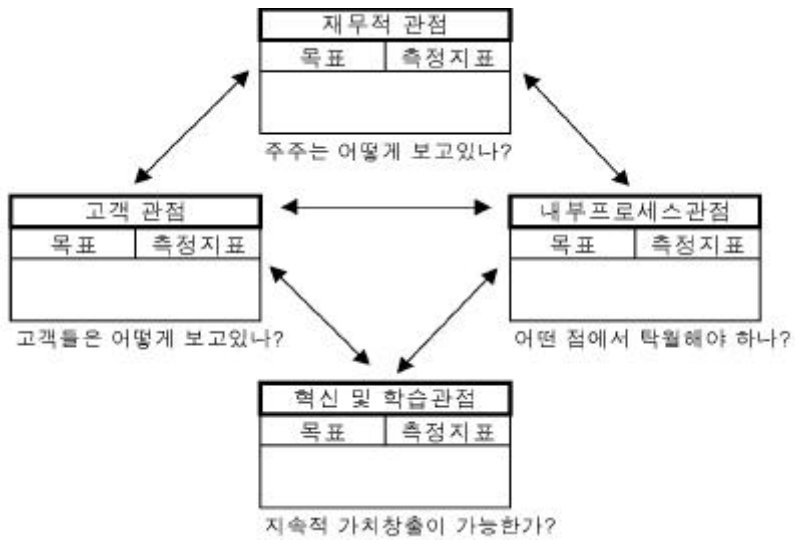 재무적 관점
목표 측정지표
주주는 어떻게 보고있나?
고객 관점
목표 측정지표
고객들은 어떻게 보고있나?
내부프로세스관점
목표 측정지표
어떤 점에서 탁월해야 하나?
혁신 및 학습관점
목표 측정지표
지속적 가치창출이 가능한가?